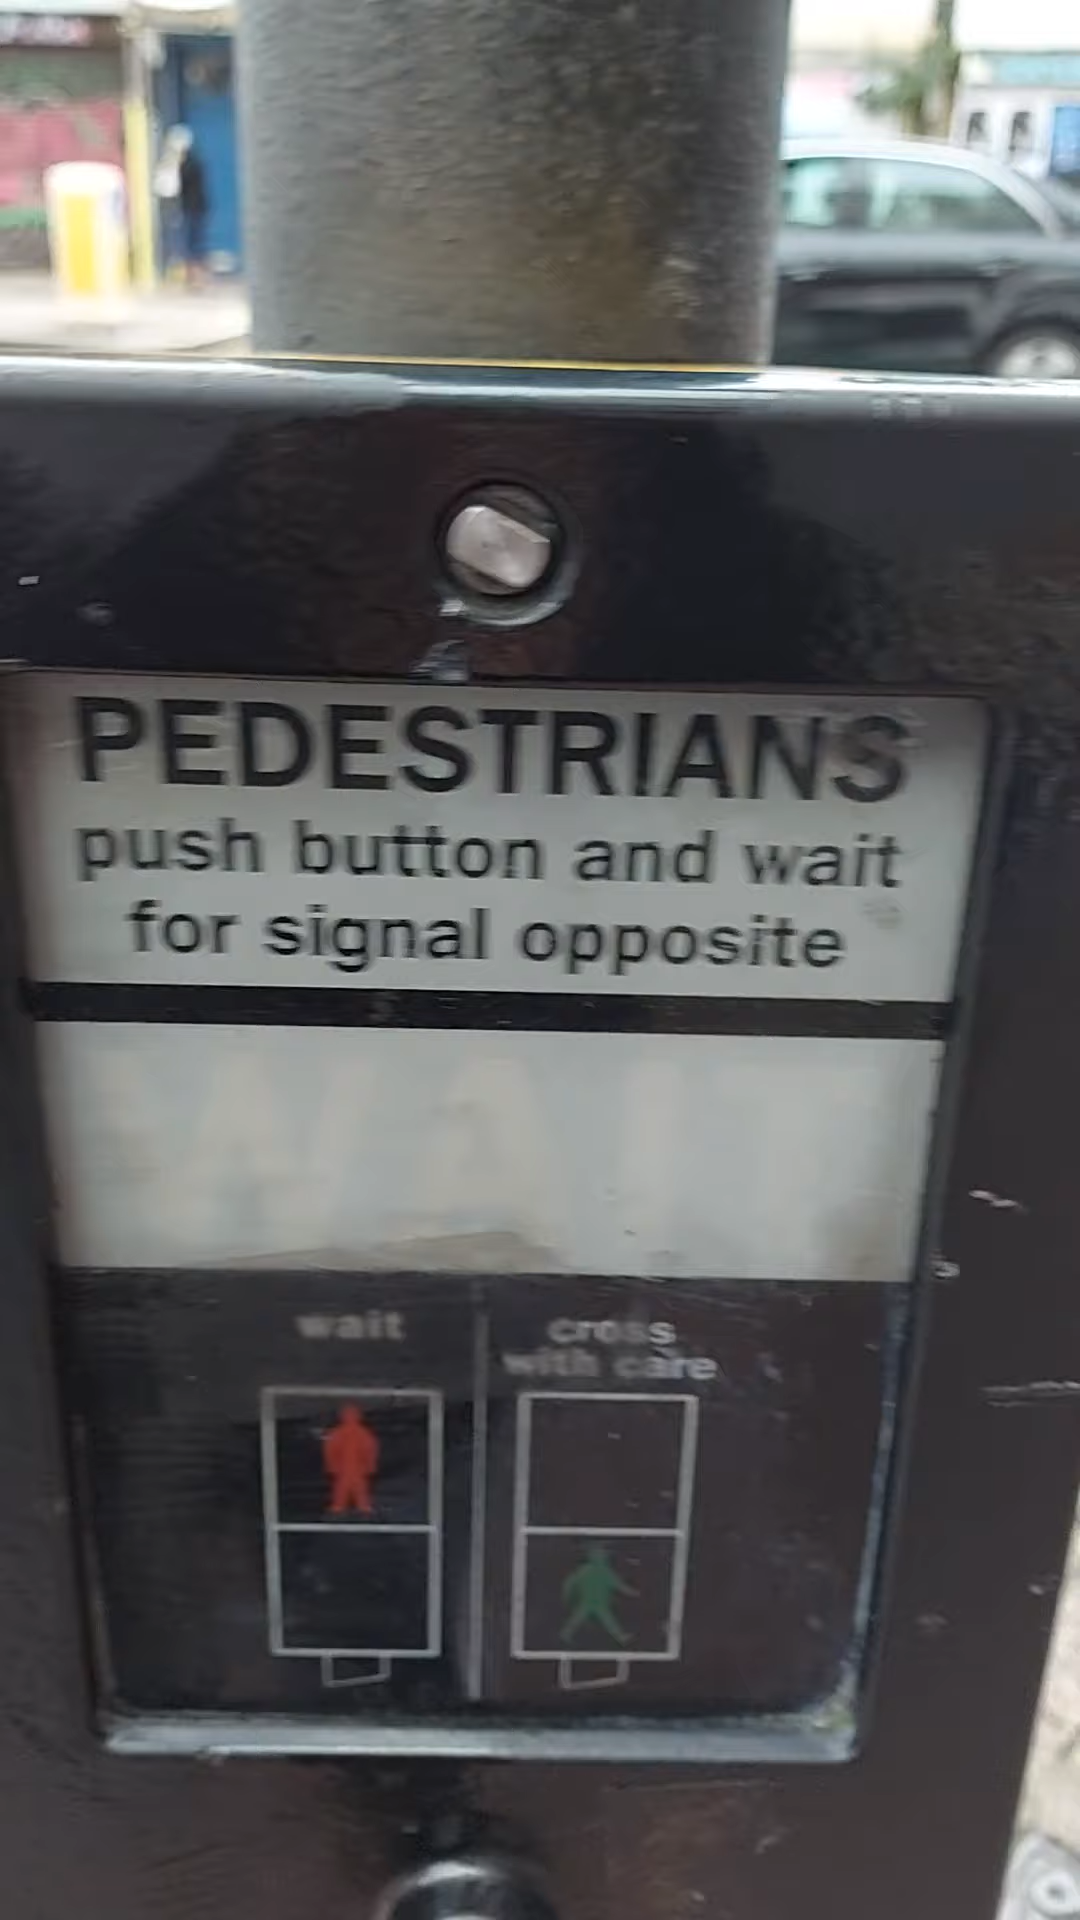 PEDESTRIANS
push button and wait
for signal opposite
WAIT
wait
cross
with care